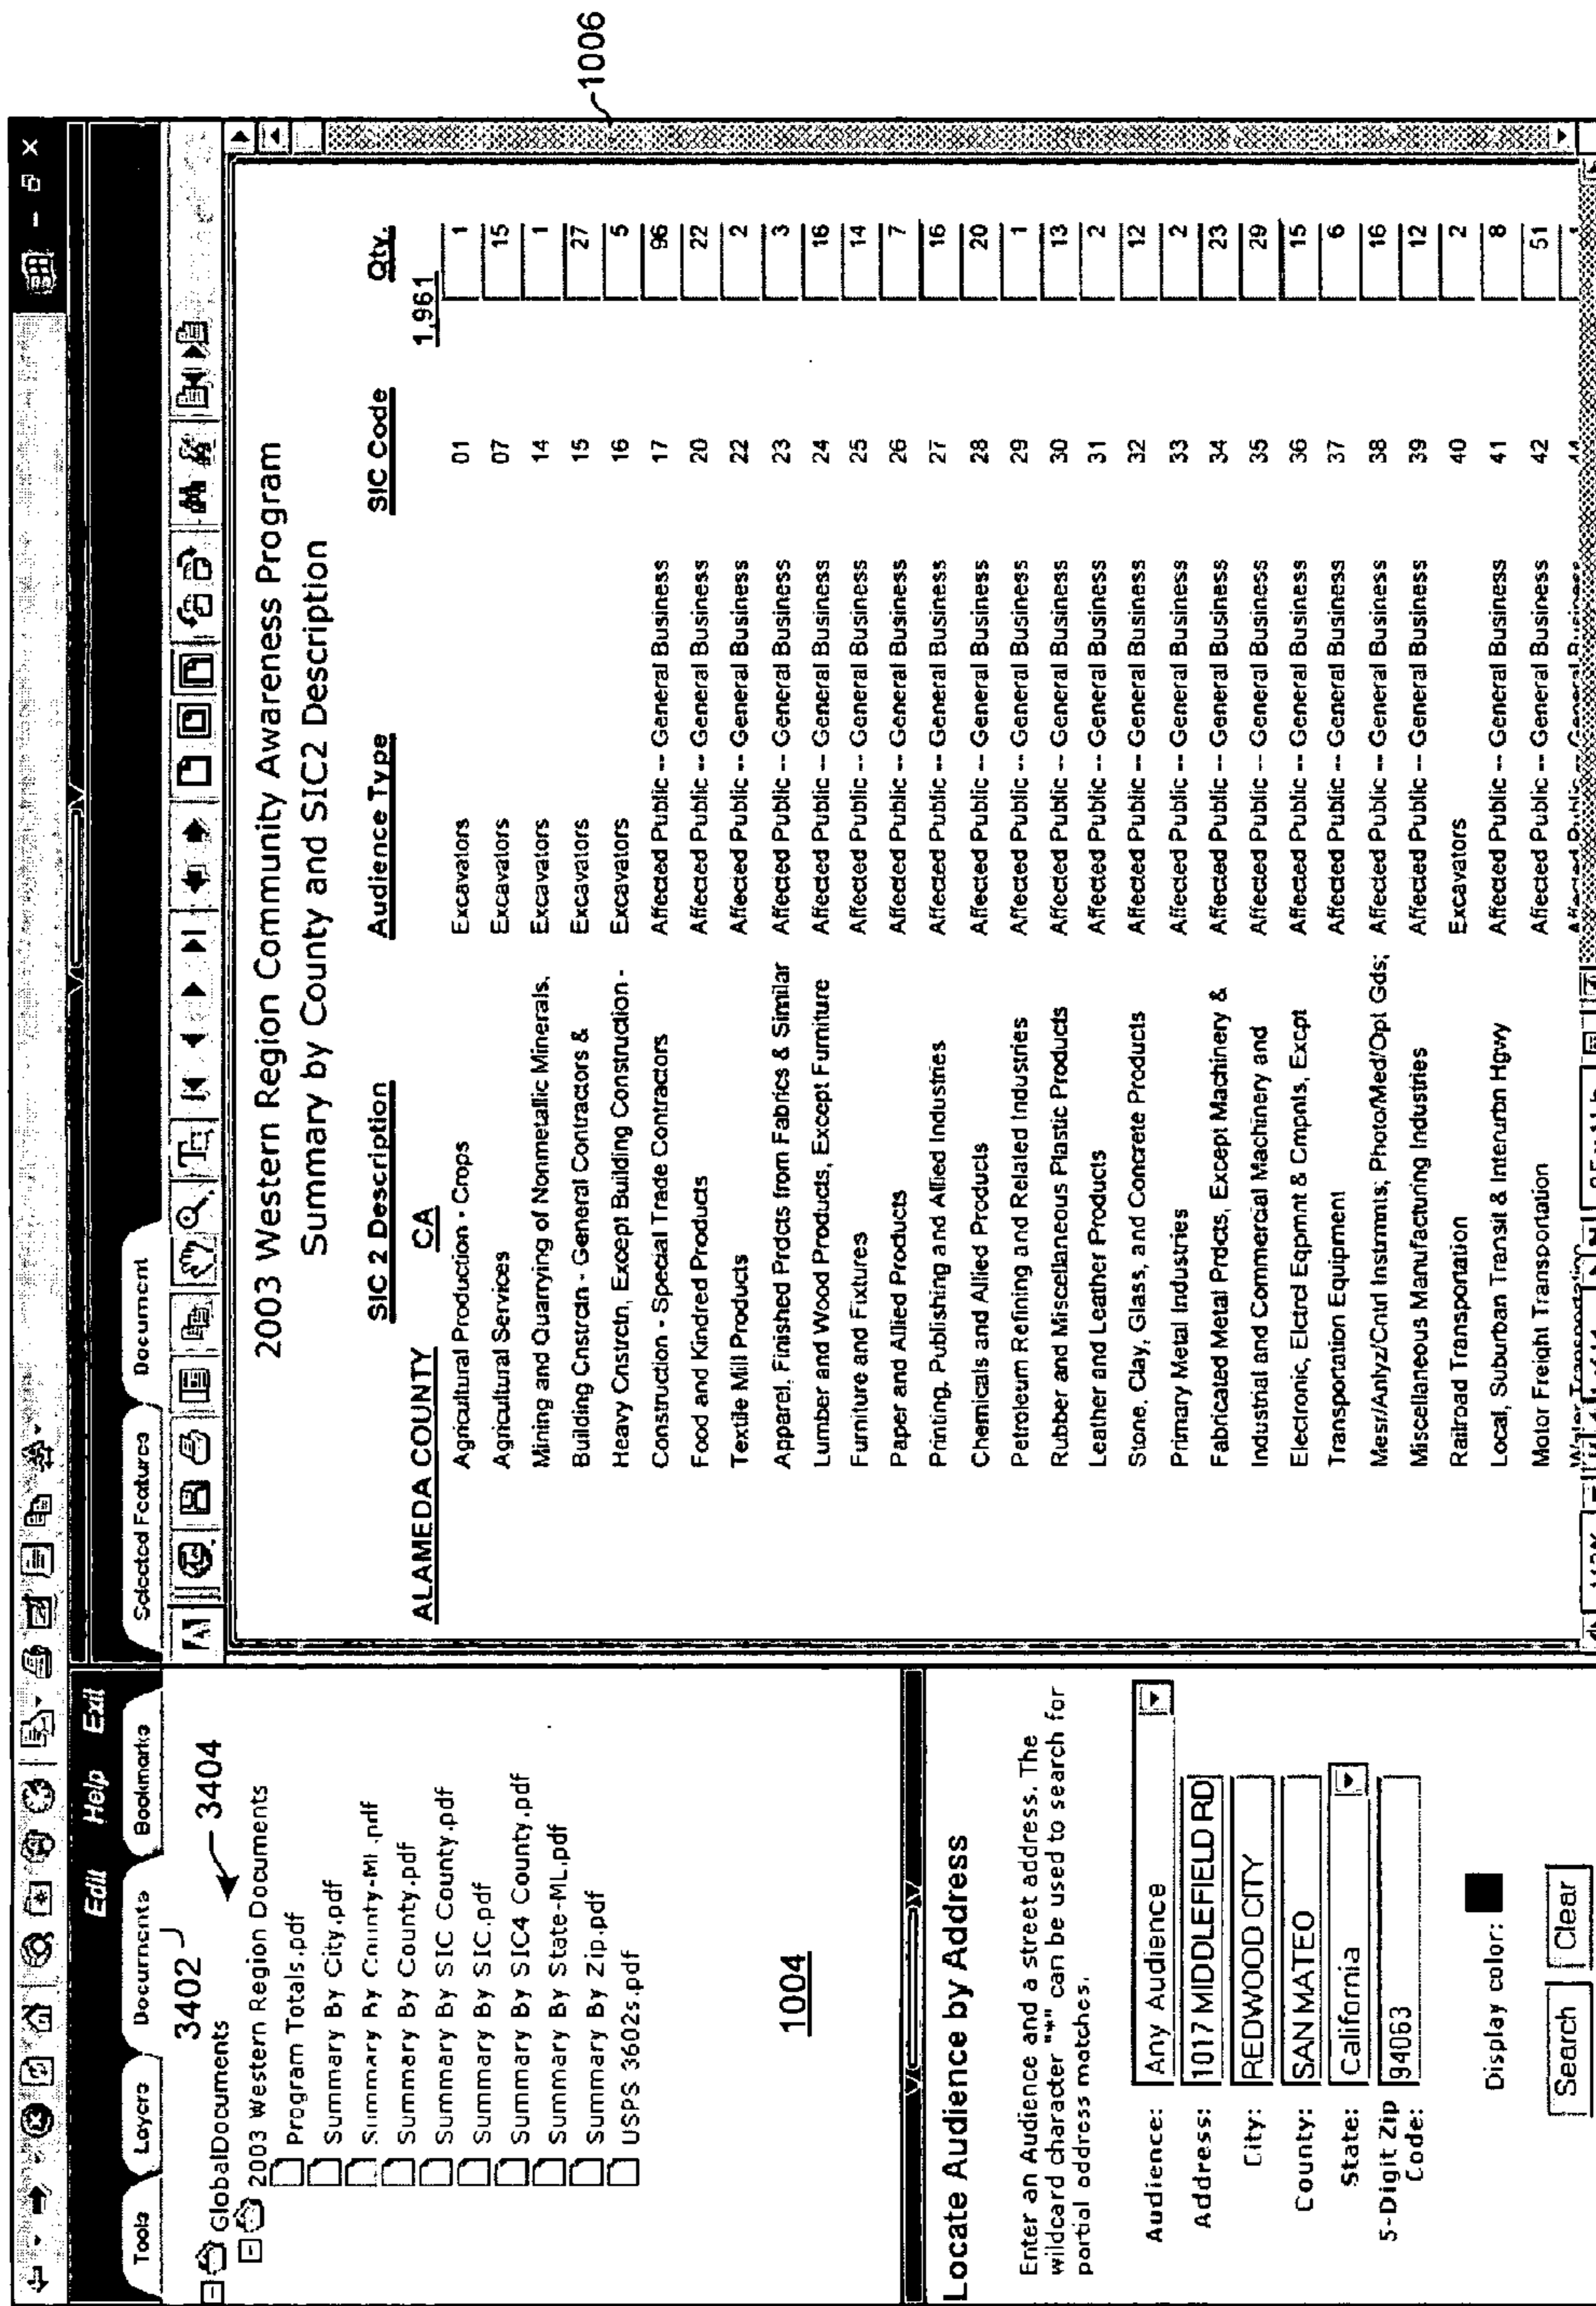 Edit Help Exit
Tools Layers Documents Bookmarks
Selected Features Document
3402
3404
GlobalDocuments
2003 Western Region Documents
Program Totals.pdf
Summary By City.pdf
Summary By County-ML.pdf
Summary By County.pdf
Summary By SIC County.pdf
Summary By SIC.pdf
Summary By SIC4 County.pdf
Summary By State-ML.pdf
Summary By Zip.pdf
USPS 3602s.pdf
1004
Locate Audience by Address
Enter an Audience and a street address. The
wildcard character "*" can be used to search for
partial address matches.
Audience: Any Audience
Address: 1017 MIDDLEFIELD RD
City: REDWOOD CITY
County: SAN MATEO
State: California
5-Digit Zip Code: 94063
Display color:
Search Clear
2003 Western Region Community Awareness Program
Summary by County and SIC2 Description
SIC 2 Description Audience Type SIC Code Qty.
ALAMEDA COUNTY CA 1,961
Agricultural Production - Crops Excavators 01 1
Agricultural Services Excavators 07 15
Mining and Quarrying of Nonmetallic Minerals, Excavators 14 1
Building Cnstrctn - General Contractors & Excavators 15 27
Heavy Cnstrctn, Except Building Construction - Excavators 16 5
Construction - Special Trade Contractors Affected Public -- General Business 17 96
Food and Kindred Products Affected Public -- General Business 20 22
Textile Mill Products Affected Public -- General Business 22 2
Apparel, Finished Prdcts from Fabrics & Similar Affected Public -- General Business 23 3
Lumber and Wood Products, Except Furniture Affected Public -- General Business 24 16
Furniture and Fixtures Affected Public -- General Business 25 14
Paper and Allied Products Affected Public -- General Business 26 7
Printing, Publishing and Allied Industries Affected Public -- General Business 27 16
Chemicals and Allied Products Affected Public -- General Business 28 20
Petroleum Refining and Related Industries Affected Public -- General Business 29 1
Rubber and Miscellaneous Plastic Products Affected Public -- General Business 30 13
Leather and Leather Products Affected Public -- General Business 31 2
Stone, Clay, Glass, and Concrete Products Affected Public -- General Business 32 12
Primary Metal Industries Affected Public -- General Business 33 2
Fabricated Metal Prdcts, Except Machinery & Affected Public -- General Business 34 23
Industrial and Commercial Machinery and Affected Public -- General Business 35 29
Electronic, Elctrcl Eqpmnt & Cmpnts, Excpt Affected Public -- General Business 36 15
Transportation Equipment Affected Public -- General Business 37 6
Mesr/Anlyz/Cntrl Instrmnts; Photo/Med/Opt Gds; Affected Public -- General Business 38 16
Miscellaneous Manufacturing Industries Affected Public -- General Business 39 12
Railroad Transportation Excavators 40 2
Local, Suburban Transit & Interurbn Hgwy Affected Public -- General Business 41 8
Motor Freight Transportation Affected Public -- General Business 42 51
Water Transportation Affected Public -- General Business 44
1006